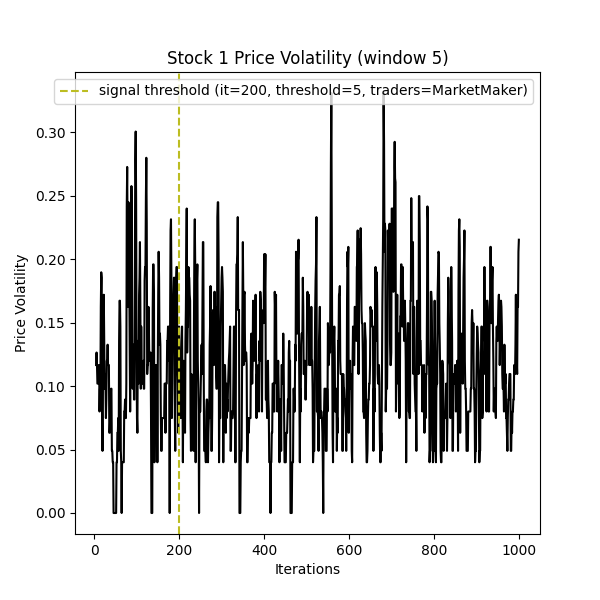 Stock 1 Price Volatility (window 5)
signal threshold (it=200, threshold=5, traders=MarketMaker)
0.30
0.25
0.20
0.15
0.10
0.05
0.00
Price Volatility
0 200 400 600 800 1000
Iterations